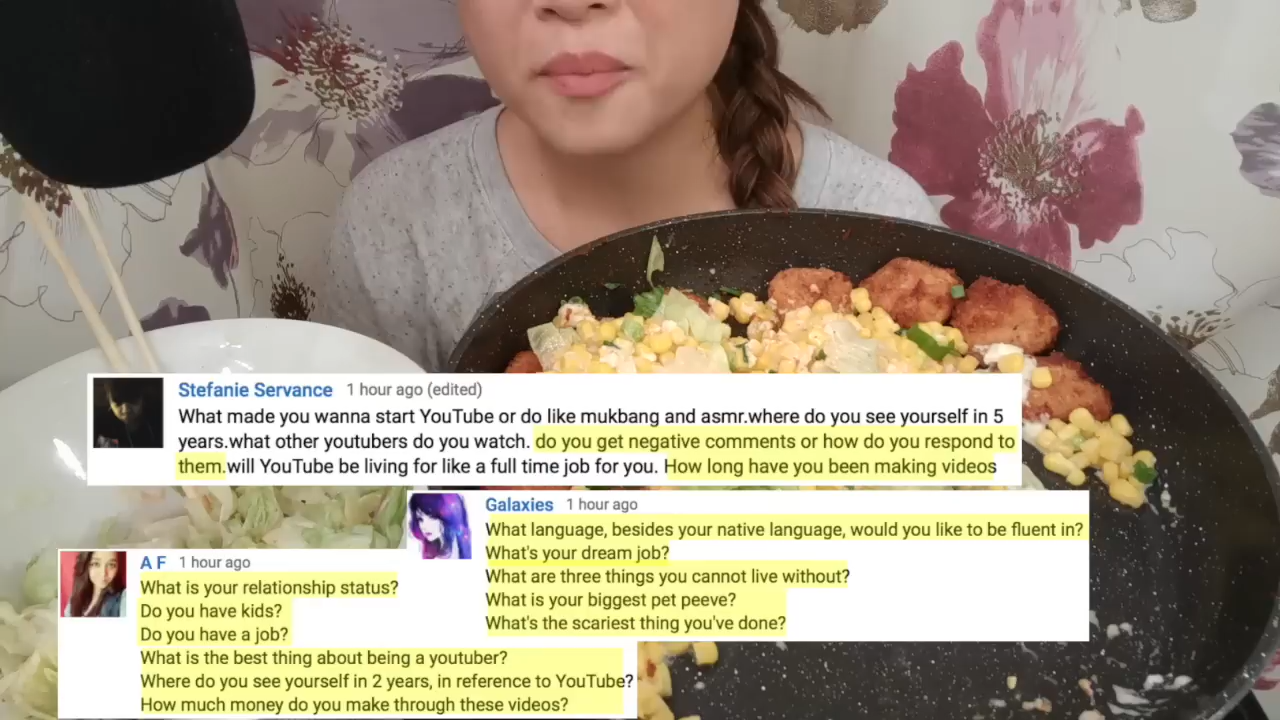 Stefanie Servance 1 hour ago (edited)
What made you wanna start YouTube or do like mukbang and asmr.where do you see yourself in 5
years.what other youtubers do you watch. do you get negative comments or how do you respond to
them.will YouTube be living for like a full time job for you. How long have you been making videos
Galaxies 1 hour ago
What language, besides your native language, would you like to be fluent in?
What's your dream job?
What are three things you cannot live without?
What is your biggest pet peeve?
What's the scariest thing you've done?
A F 1 hour ago
What is your relationship status?
Do you have kids?
Do you have a job?
What is the best thing about being a youtuber?
Where do you see yourself in 2 years, in reference to YouTube?
How much money do you make through these videos?